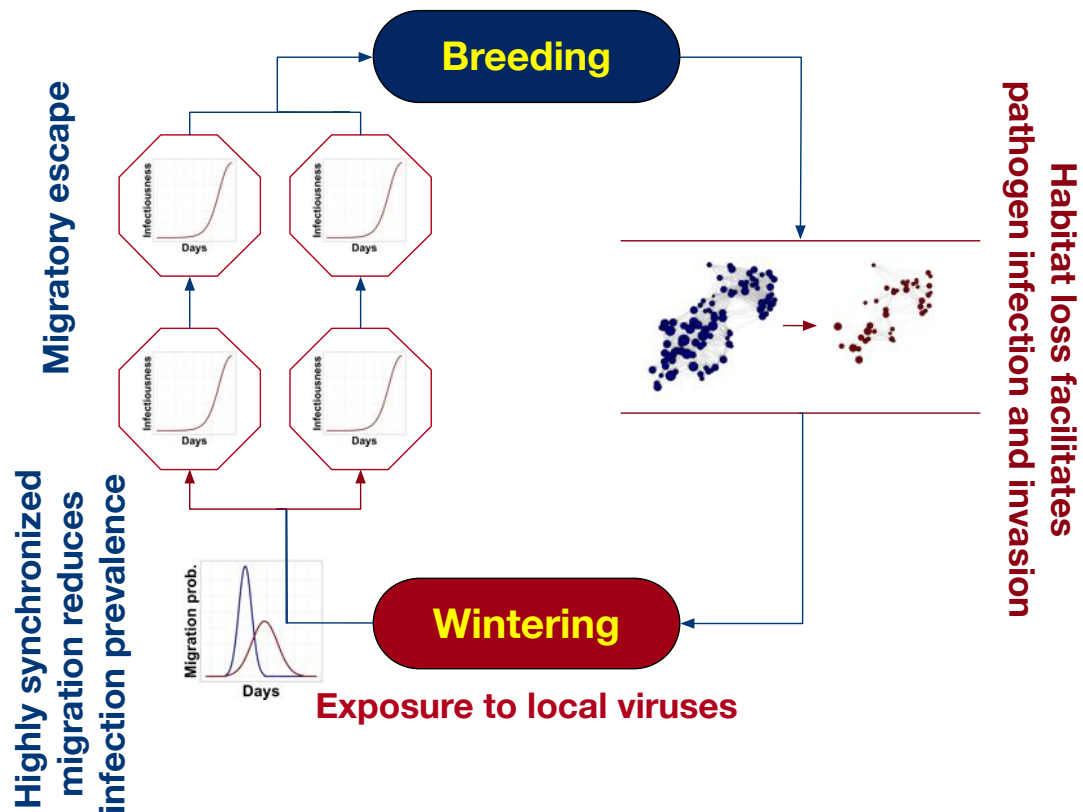 Breeding
Migratory escape
Infectiousness
Days
Infectiousness
Days
Infectiousness
Days
Infectiousness
Days
Habitat loss facilitates
pathogen infection and invasion
Highly synchronized
migration reduces
infection prevalence
Migration prob.
Days
Wintering
Exposure to local viruses